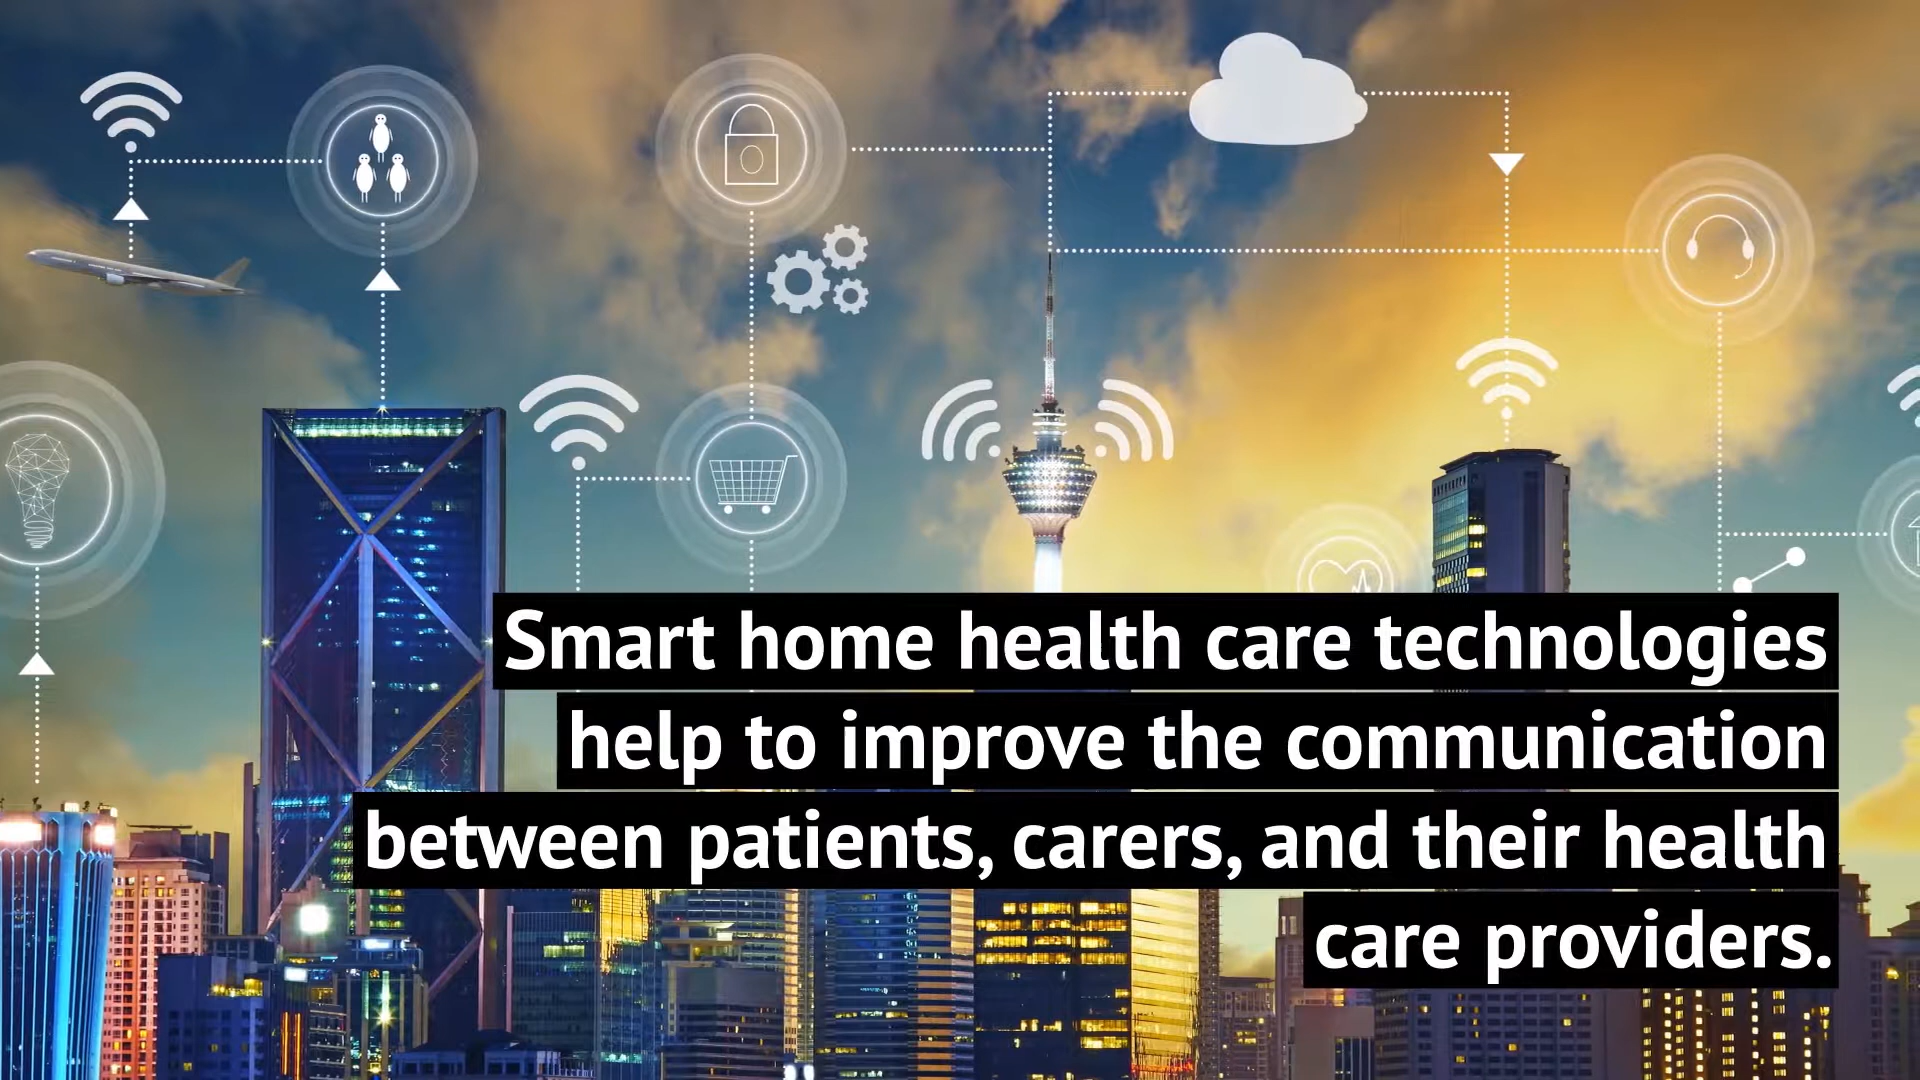 Smart home health care technologies
help to improve the communication
between patients, carers, and their health
care providers.